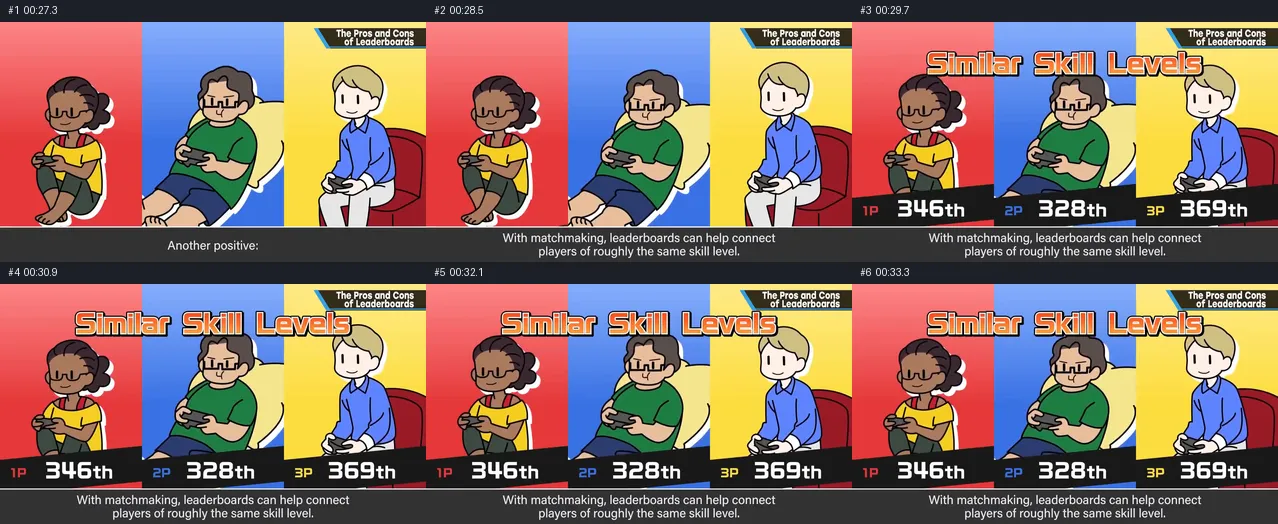 #1 00:27.3
The Pros and Cons
of Leaderboards
Another positive:
#2 00:28.5
The Pros and Cons
of Leaderboards
With matchmaking, leaderboards can help connect
players of roughly the same skill level.
#3 00:29.7
The Pros and Cons
of Leaderboards
Similar Skill Levels
1P 346th 2P 328th 3P 369th
With matchmaking, leaderboards can help connect
players of roughly the same skill level.
#4 00:30.9
The Pros and Cons
of Leaderboards
Similar Skill Levels
1P 346th 2P 328th 3P 369th
With matchmaking, leaderboards can help connect
players of roughly the same skill level.
#5 00:32.1
The Pros and Cons
of Leaderboards
Similar Skill Levels
1P 346th 2P 328th 3P 369th
With matchmaking, leaderboards can help connect
players of roughly the same skill level.
#6 00:33.3
The Pros and Cons
of Leaderboards
Similar Skill Levels
1P 346th 2P 328th 3P 369th
With matchmaking, leaderboards can help connect
players of roughly the same skill level.